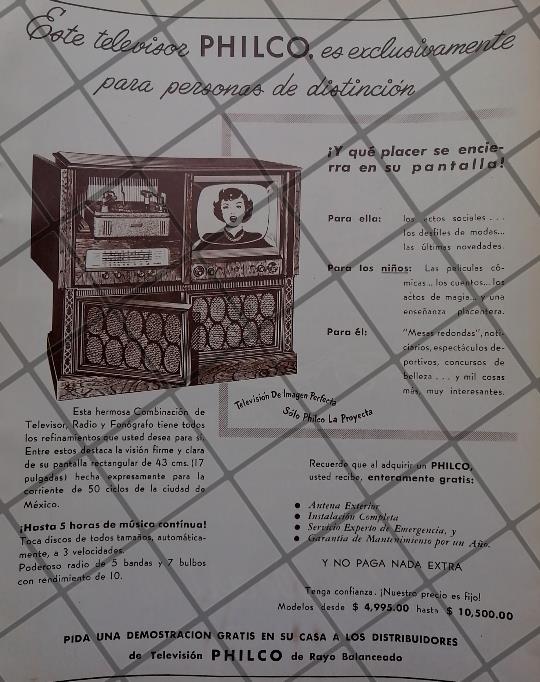 Este televisor PHILCO, es exclusivamente
para personas de distinción
¡Y qué placer se encie-
rra en su pantalla!
Para ella: los actos sociales . . .
los desfiles de modas...
las últimas novedades.
Para los niños: Las películas có-
micas... los cuentos... los
actos de magia... y una
enseñanza placentera.
Para él: "Mesas redondas", noti-
ciarios, espectáculos de-
portivos, concursos de
belleza . . . y mil cosas
más, muy interesantes.
Televisión De Imagen Perfecta
Sólo Philco La Proyecta
Esta hermosa Combinación de
Televisor, Radio y Fonógrafo tiene todos
los refinamientos que usted desea para sí.
Entre estos destaca la visión firme y clara
de su pantalla rectangular de 43 cms. (17
pulgadas) hecha expresamente para la
corriente de 50 ciclos de la ciudad de
México.
¡Hasta 5 horas de música contínua!
Toca discos de todos tamaños, automática-
mente, a 3 velocidades.
Poderoso radio de 5 bandas y 7 bulbos
con rendimiento de 10.
Recuerde que al adquirir un PHILCO,
usted recibe, enteramente gratis:
● Antena Exterior
● Instalación Completa
● Servicio Experto de Emergencia, y
● Garantía de Mantenimiento por un Año.
Y NO PAGA NADA EXTRA
Tenga confianza. ¡Nuestro precio es fijo!
Modelos desde $ 4,995.00 hasta $ 10,500.00
PIDA UNA DEMOSTRACION GRATIS EN SU CASA A LOS DISTRIBUIDORES
de Televisión PHILCO de Rayo Balanceado